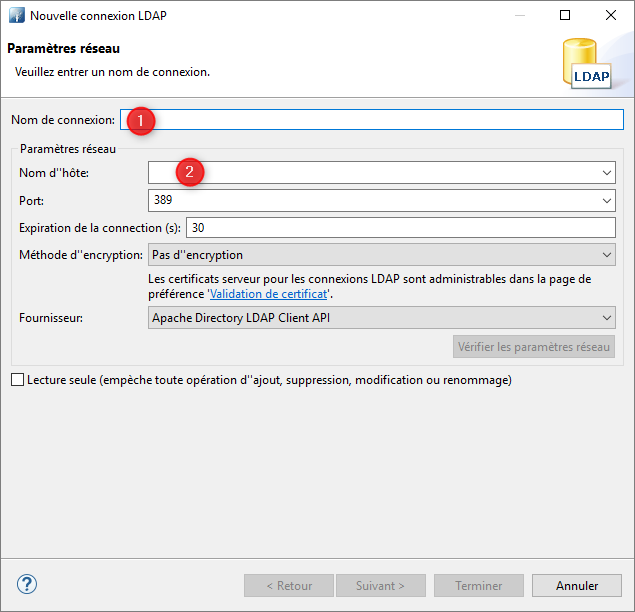 Nouvelle connexion LDAP
Paramètres réseau
Veuillez entrer un nom de connexion.
LDAP
Nom de connexion: 1
Paramètres réseau
Nom d''hôte: 2
Port: 389
Expiration de la connection (s): 30
Méthode d''encryption: Pas d''encryption
Les certificats serveur pour les connexions LDAP sont administrables dans la page de
préférence 'Validation de certificat'.
Fournisseur: Apache Directory LDAP Client API
Vérifier les paramètres réseau
Lecture seule (empèche toute opération d''ajout, suppression, modification ou renommage)
? < Retour Suivant > Terminer Annuler